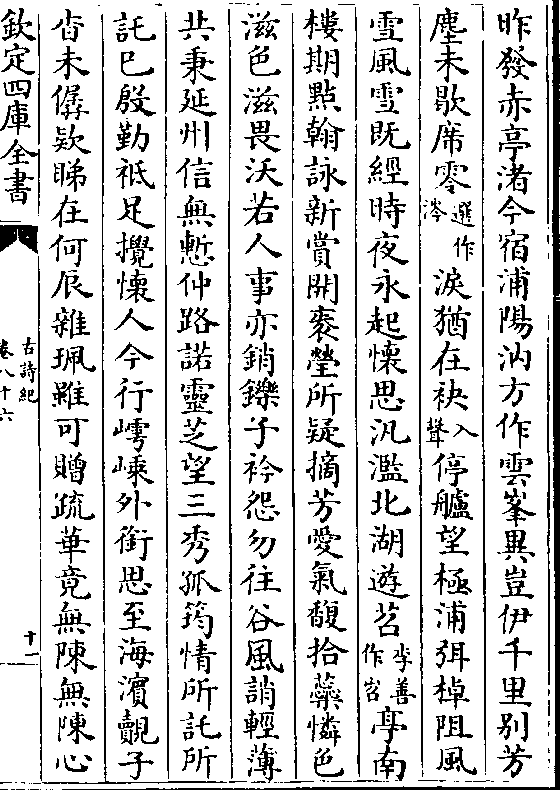 昨發赤亭渚今宿浦陽汭方作雲峯異豈伊千里别芳
塵未歇席零選作涔淚猶在袂入聲停艫望極浦弭棹阻風
雪風雪既經時夜永起懷思汎濫北湖遊苕李善作岧亭南
樓期點翰詠新賞開袠瑩所疑摘芳愛氣馥拾蘂憐色
滋色滋畏沃若人事亦銷鑠子衿怨勿往谷風誚輕薄
共秉延州信無慙仲路諾靈芝望三秀孤筠情所託所
託已殷勤祗足攪懷人今行嶀嵊外銜思至海濵覿子
杳未僝欵睇在何辰雜珮雖可贈疏華竟無陳無陳心
欽定四庫全書
古詩紀
卷八十六
十一